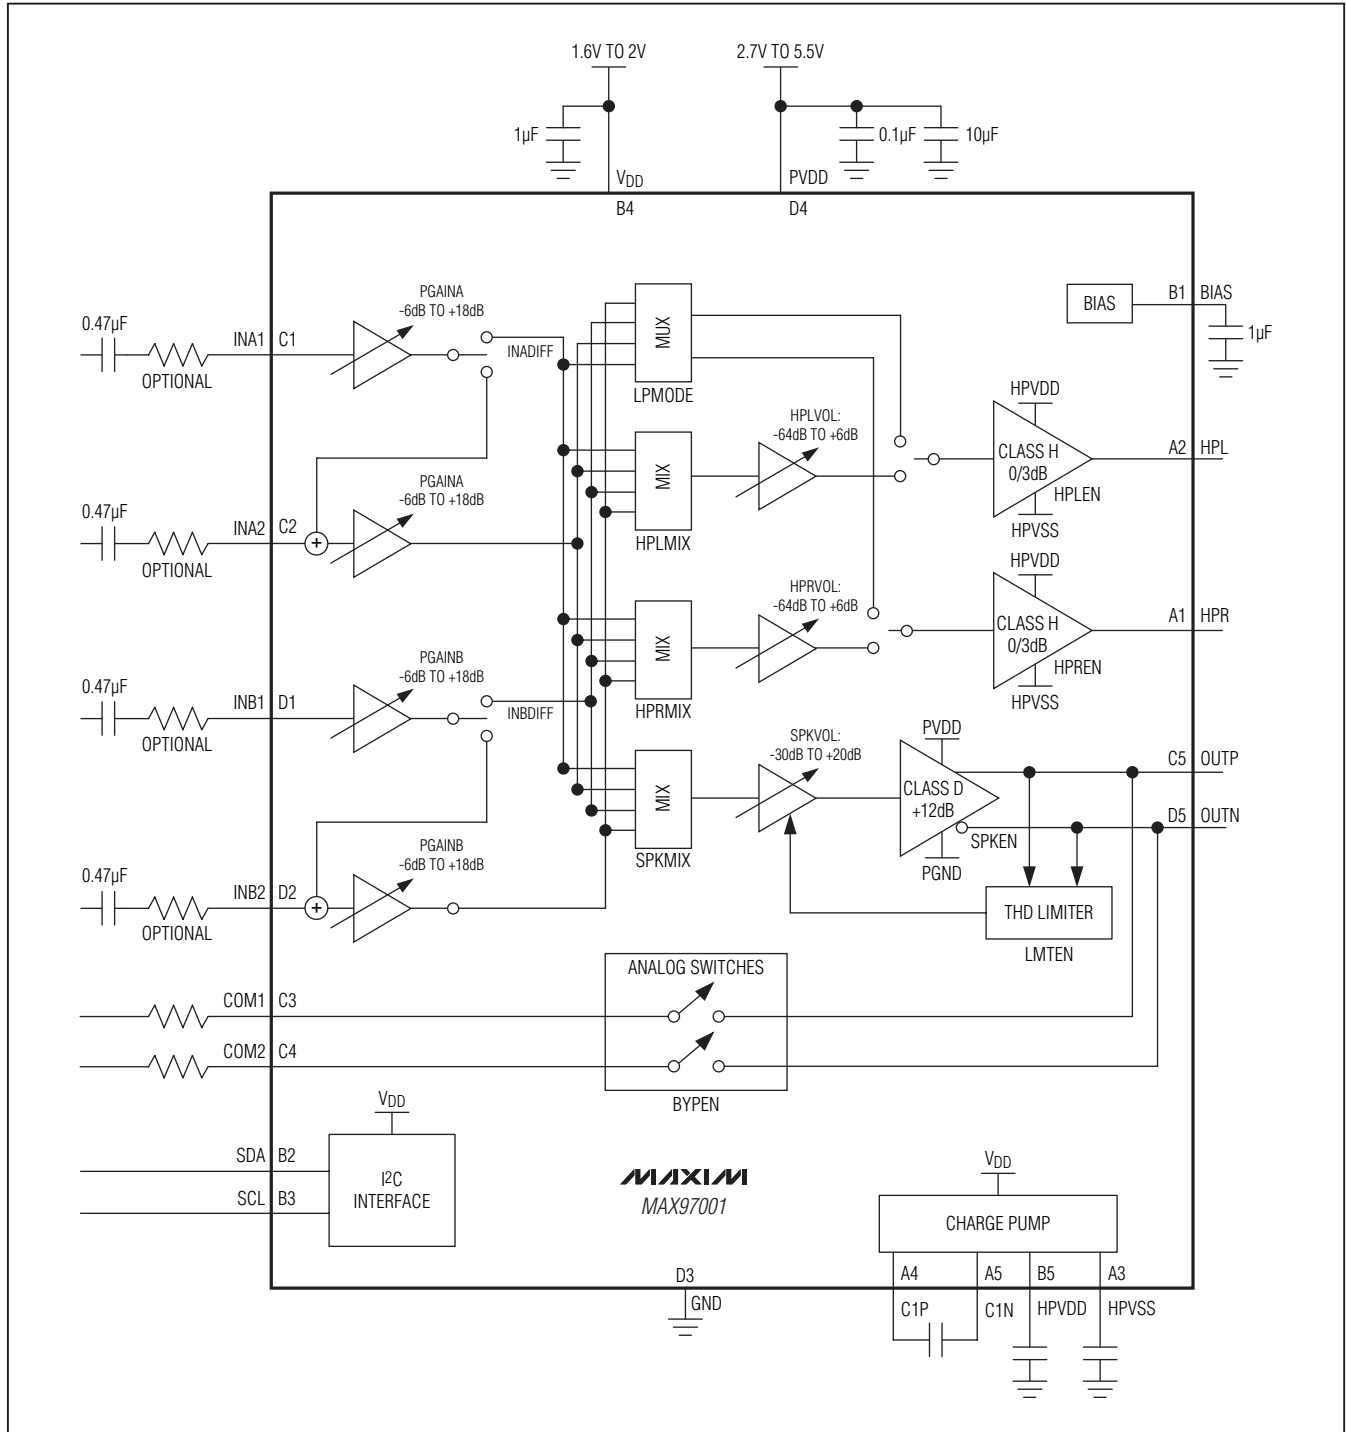 1.6V TO 2V
2.7V TO 5.5V
1µF
0.1µF
10µF
VDD
PVDD
B4
D4
BIAS
B1
BIAS
1µF
0.47µF
OPTIONAL
INA1
C1
PGAINA
-6dB TO +18dB
INADIFF
MUX
LPMODE
0.47µF
OPTIONAL
INA2
C2
+
PGAINA
-6dB TO +18dB
MIX
HPLMIX
HPLVOL:
-64dB TO +6dB
HPVDD
CLASS H
0/3dB
HPLEN
HPVSS
A2
HPL
0.47µF
OPTIONAL
INB1
D1
PGAINB
-6dB TO +18dB
INBDIFF
MIX
HPRMIX
HPRVOL:
-64dB TO +6dB
HPVDD
CLASS H
0/3dB
HPREN
HPVSS
A1
HPR
0.47µF
OPTIONAL
INB2
D2
+
PGAINB
-6dB TO +18dB
MIX
SPKMIX
SPKVOL:
-30dB TO +20dB
PVDD
CLASS D
+12dB
SPKEN
PGND
C5
OUTP
D5
OUTN
THD LIMITER
LMTEN
ANALOG SWITCHES
COM1
C3
COM2
C4
BYPEN
VDD
SDA
B2
SCL
B3
I2C
INTERFACE
MAXIM
MAX97001
VDD
CHARGE PUMP
D3
GND
A4
A5
B5
A3
C1P
C1N
HPVDD
HPVSS